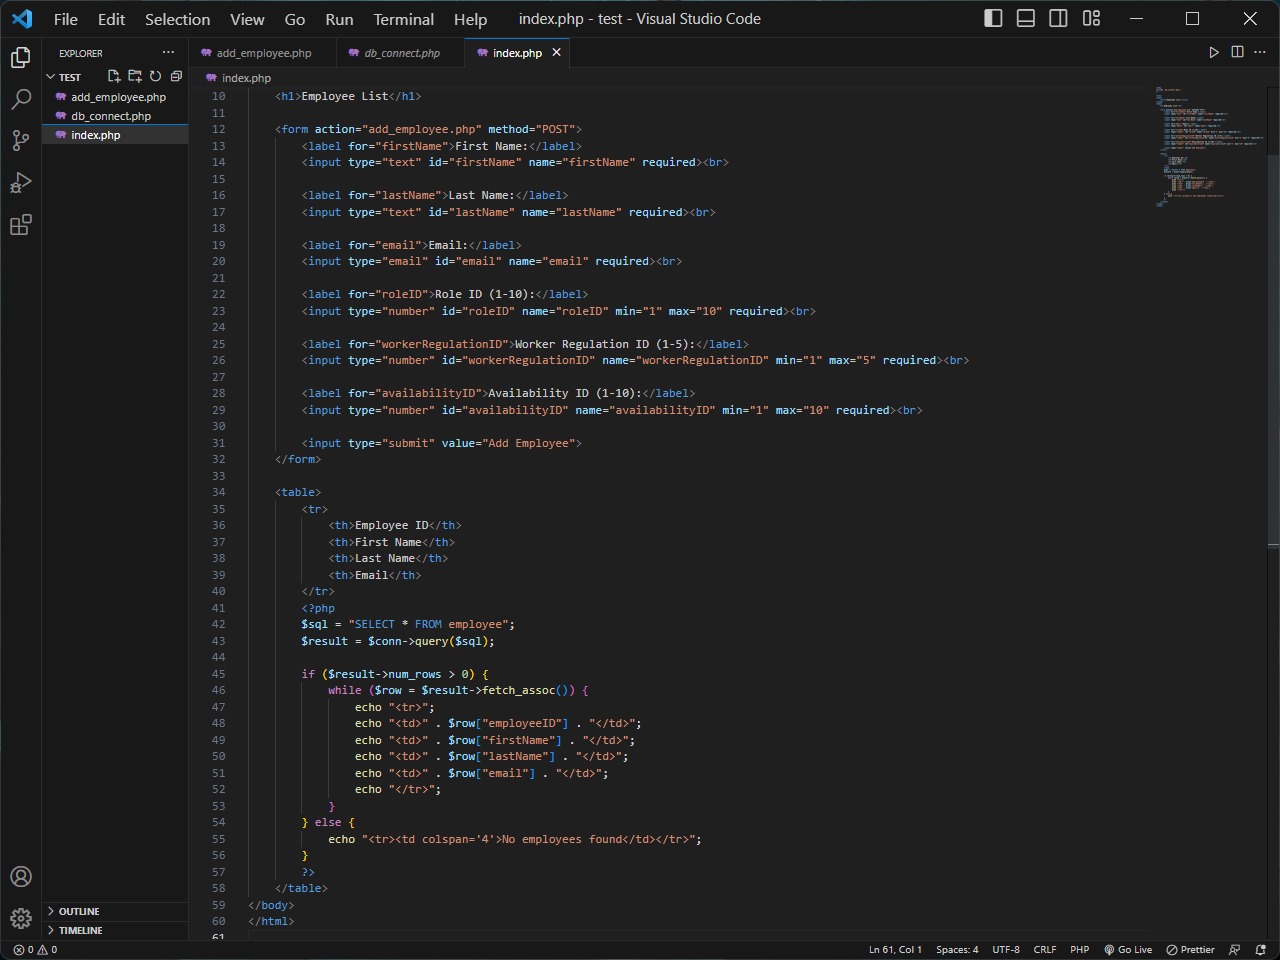 File Edit Selection View Go Run Terminal Help index.php - test - Visual Studio Code
EXPLORER
TEST
add_employee.php
db_connect.php
index.php
OUTLINE
TIMELINE
add_employee.php db_connect.php index.php
index.php
10 <h1>Employee List</h1>
11
12 <form action="add_employee.php" method="POST">
13 <label for="firstName">First Name:</label>
14 <input type="text" id="firstName" name="firstName" required><br>
15
16 <label for="lastName">Last Name:</label>
17 <input type="text" id="lastName" name="lastName" required><br>
18
19 <label for="email">Email:</label>
20 <input type="email" id="email" name="email" required><br>
21
22 <label for="roleID">Role ID (1-10):</label>
23 <input type="number" id="roleID" name="roleID" min="1" max="10" required><br>
24
25 <label for="workerRegulationID">Worker Regulation ID (1-5):</label>
26 <input type="number" id="workerRegulationID" name="workerRegulationID" min="1" max="5" required><br>
27
28 <label for="availabilityID">Availability ID (1-10):</label>
29 <input type="number" id="availabilityID" name="availabilityID" min="1" max="10" required><br>
30
31 <input type="submit" value="Add Employee">
32 </form>
33
34 <table>
35 <tr>
36 <th>Employee ID</th>
37 <th>First Name</th>
38 <th>Last Name</th>
39 <th>Email</th>
40 </tr>
41 <?php
42 $sql = "SELECT * FROM employee";
43 $result = $conn->query($sql);
44
45 if ($result->num_rows > 0) {
46 while ($row = $result->fetch_assoc()) {
47 echo "<tr>";
48 echo "<td>" . $row["employeeID"] . "</td>";
49 echo "<td>" . $row["firstName"] . "</td>";
50 echo "<td>" . $row["lastName"] . "</td>";
51 echo "<td>" . $row["email"] . "</td>";
52 echo "</tr>";
53 }
54 } else {
55 echo "<tr><td colspan='4'>No employees found</td></tr>";
56 }
57 ?>
58 </table>
59 </body>
60 </html>
61
0 0 Ln 61, Col 1 Spaces: 4 UTF-8 CRLF PHP Go Live Prettier